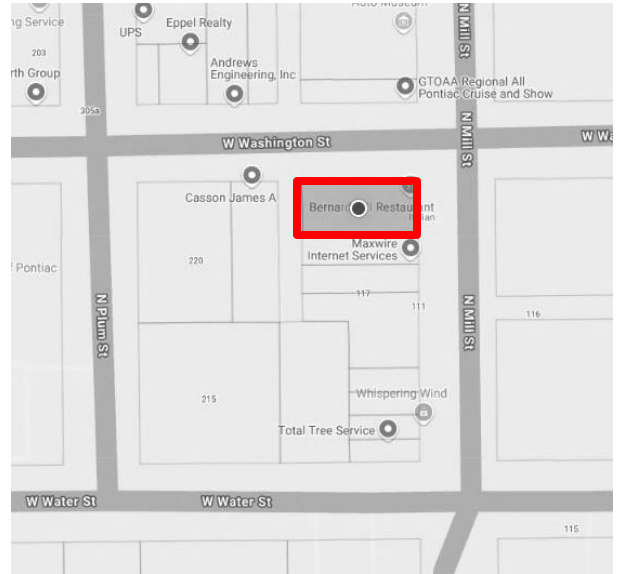 ng Service
UPS
Eppel Realty
203
rth Group
Andrews
Engineering, Inc
GTOAA Regional All
Pontiac Cruise and Show
N Mill St
305a
W Washington St
N Mill St
Casson James A
Restaurant
Maxwire
Internet Services
Pontiac
220
117
111
116
N Plum St
N Mill St
215
Whispering Wind
Total Tree Service
W Water St
W Water St
115